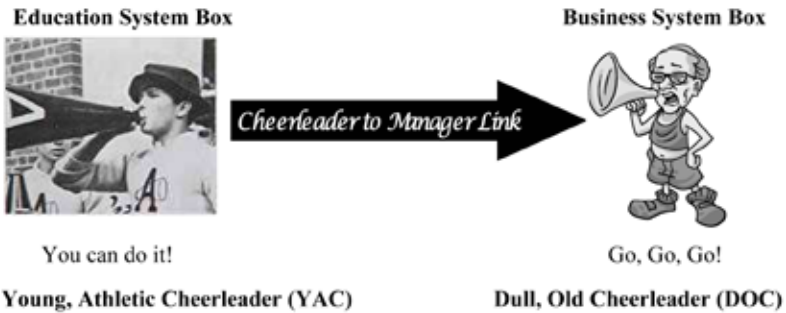 Education System Box
Business System Box
Cheerleader to Manager Link
A
You can do it!
Go, Go, Go!
Young, Athletic Cheerleader (YAC)
Dull, Old Cheerleader (DOC)